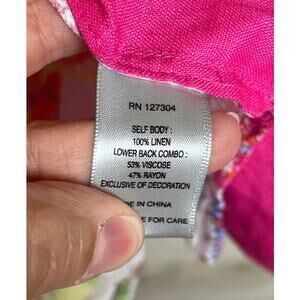 RN 127304
SELF BODY :
100% LINEN
LOWER BACK COMBO :
53% VISCOSE
47% RAYON
EXCLUSIVE OF DECORATION
IN CHINA
FOR CARE